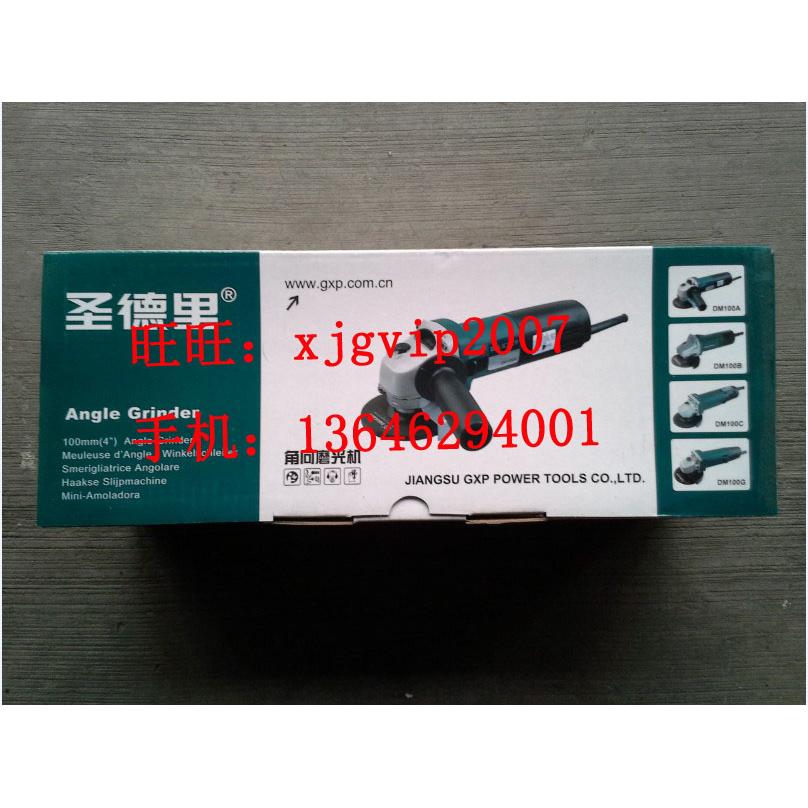 圣德里®
www.gxp.com.cn
旺旺：xjgvip2007
手机：13646294001
Angle Grinder
100mm(4") Angle Grinder
Meuleuse d'Angle Winkelschleifer
Smerigliatrice Angolare
Haakse Slijpmachine
Mini-Amoladora
角向磨光机
JIANGSU GXP POWER TOOLS CO.,LTD.
DM100A
DM100B
DM100C
DM100G